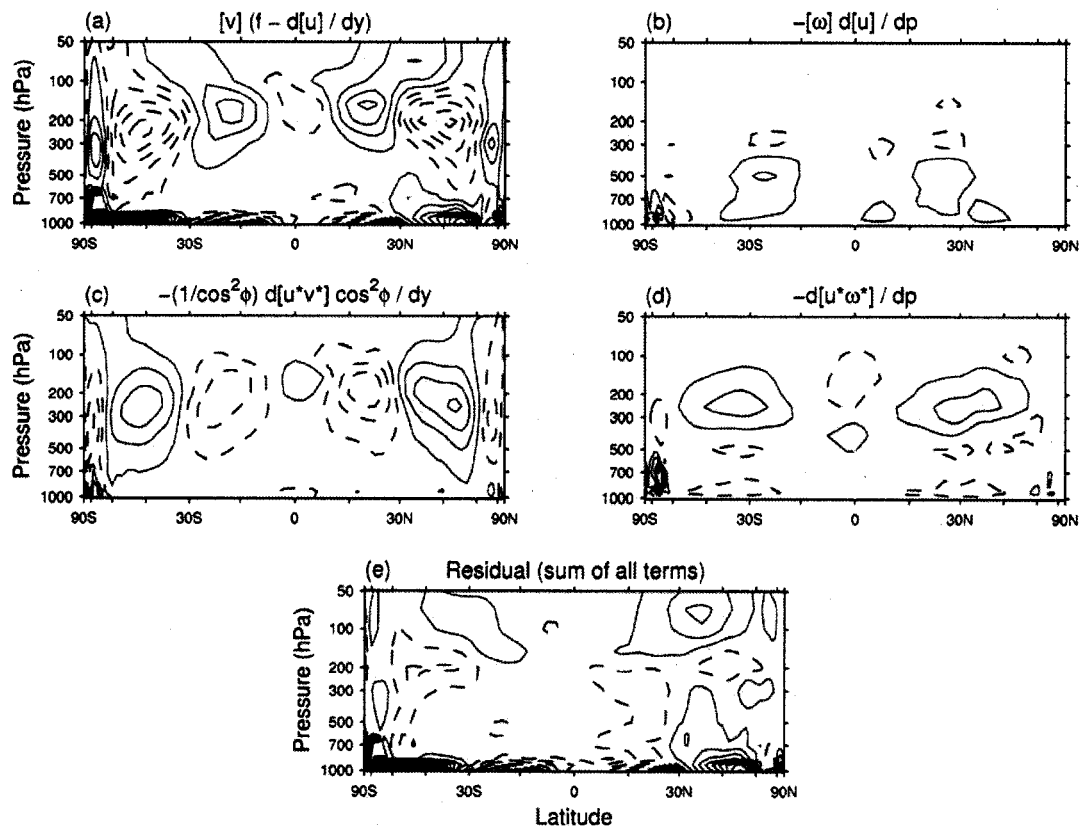 (a) [v] (f − d[u] / dy)
Pressure (hPa)
50
100
200
300
500
700
1000
90S 30S 0 30N 90N
(b) -[ω] d[u] / dp
50
100
200
300
500
700
1000
90S 30S 0 30N 90N
(c) -(1/cos²ϕ) d[u*v*] cos²ϕ / dy
Pressure (hPa)
50
100
200
300
500
700
1000
90S 30S 0 30N 90N
(d) -d[u*ω*] / dp
50
100
200
300
500
700
1000
90S 30S 0 30N 90N
(e) Residual (sum of all terms)
Pressure (hPa)
50
100
200
300
500
700
1000
90S 30S 0 30N 90N
Latitude